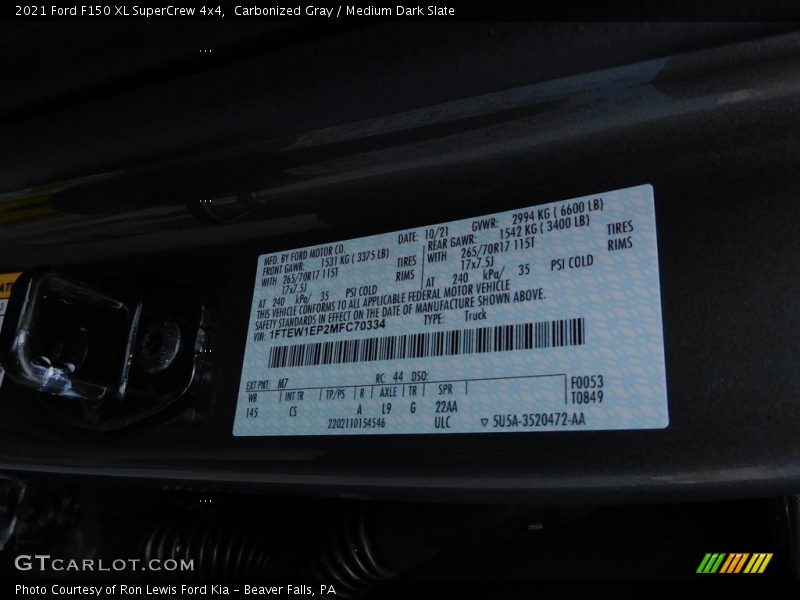 2021 Ford F150 XL SuperCrew 4x4,  Carbonized Gray / Medium Dark Slate
MFD. BY FORD MOTOR CO.
DATE: 10/21
GVWR: 2994 KG ( 6600 LB)
FRONT GAWR: 1531 KG ( 3375 LB)
WITH 265/70R17 115T TIRES
17x7.5J RIMS
AT 240 kPa/ 35 PSI COLD
REAR GAWR: 1542 KG ( 3400 LB)
WITH 265/70R17 115T TIRES
17x7.5J RIMS
AT 240 kPa/ 35 PSI COLD
THIS VEHICLE CONFORMS TO ALL APPLICABLE FEDERAL MOTOR VEHICLE
SAFETY STANDARDS IN EFFECT ON THE DATE OF MANUFACTURE SHOWN ABOVE.
VIN: 1FTEW1EP2MFC70334
TYPE: Truck
EXT PNT: M7 RC: 44 DSO:
WB INT TR TP/PS R AXLE TR SPR
145 CS A L9 G 22AA
F0053
T0849
2202110154546 ULC ▽ 5U5A-3520472-AA
GTCARLOT.COM
Photo Courtesy of Ron Lewis Ford Kia - Beaver Falls, PA